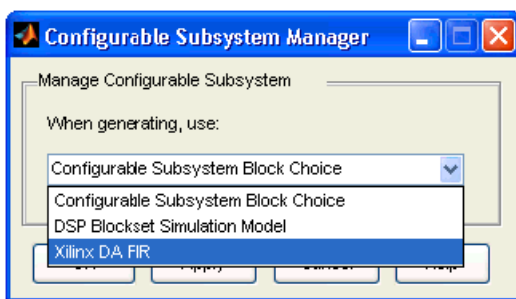 Configurable Subsystem Manager
Manage Configurable Subsystem
When generating, use:
Configurable Subsystem Block Choice
Configurable Subsystem Block Choice
DSP Blockset Simulation Model
Xilinx DA FIR